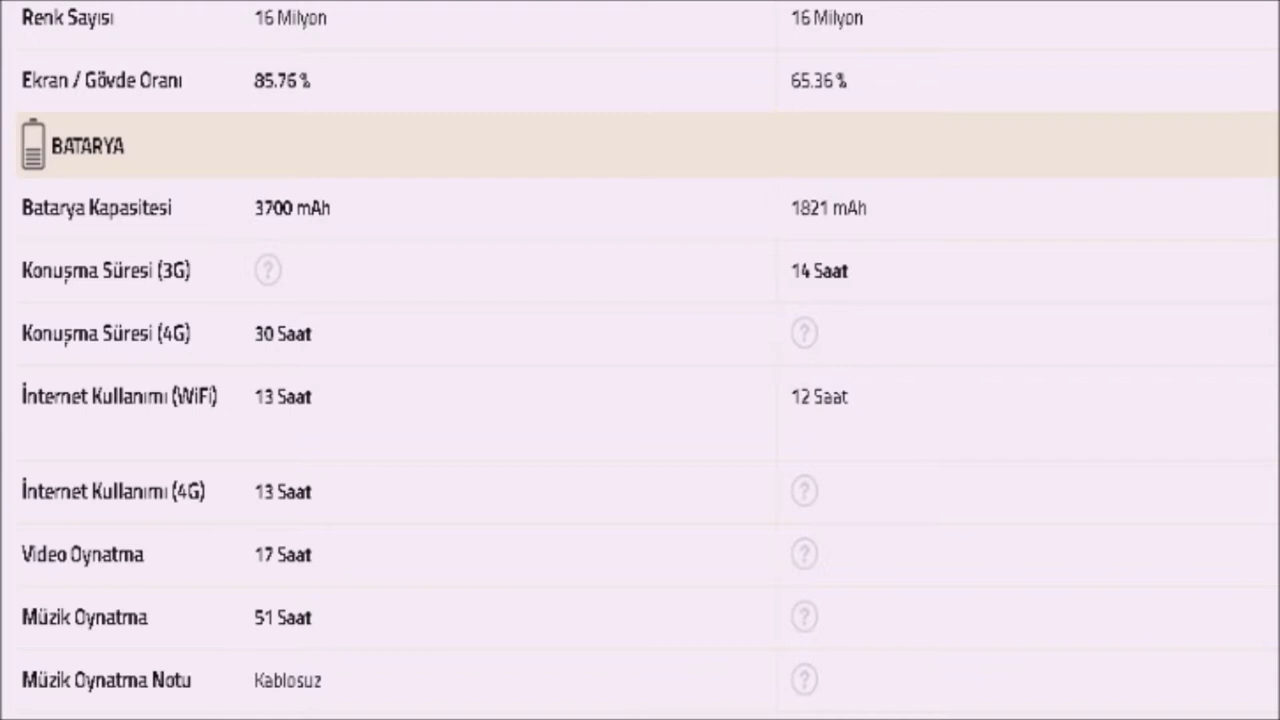 Renk Sayısı 16 Milyon 16 Milyon
Ekran / Gövde Oranı 85.76 % 65.36 %
BATARYA
Batarya Kapasitesi 3700 mAh 1821 mAh
Konuşma Süresi (3G) ? 14 Saat
Konuşma Süresi (4G) 30 Saat ?
İnternet Kullanımı (WiFi) 13 Saat 12 Saat
İnternet Kullanımı (4G) 13 Saat ?
Video Oynatma 17 Saat ?
Müzik Oynatma 51 Saat ?
Müzik Oynatma Notu Kablosuz ?